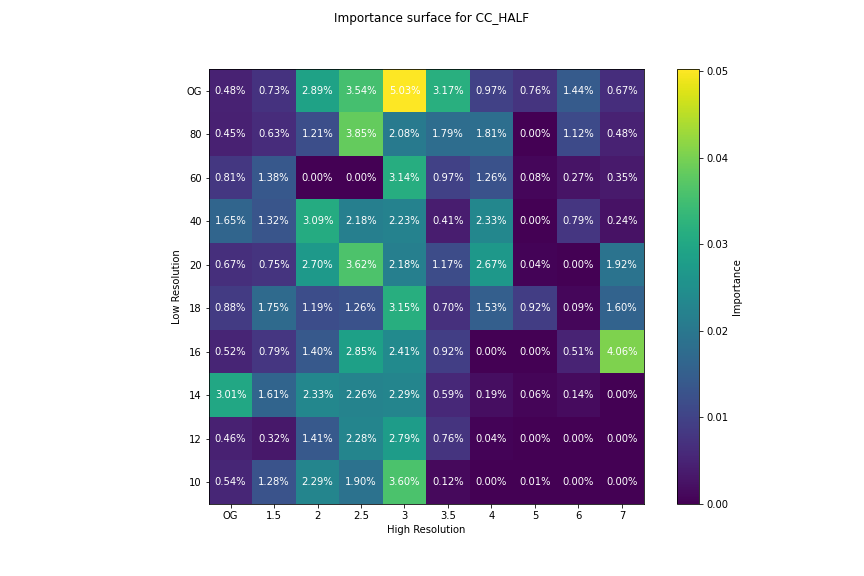 Importance surface for CC_HALF
OG 0.48% 0.73% 2.89% 3.54% 5.03% 3.17% 0.97% 0.76% 1.44% 0.67%
80 0.45% 0.63% 1.21% 3.85% 2.08% 1.79% 1.81% 0.00% 1.12% 0.48%
60 0.81% 1.38% 0.00% 0.00% 3.14% 0.97% 1.26% 0.08% 0.27% 0.35%
40 1.65% 1.32% 3.09% 2.18% 2.23% 0.41% 2.33% 0.00% 0.79% 0.24%
20 0.67% 0.75% 2.70% 3.62% 2.18% 1.17% 2.67% 0.04% 0.00% 1.92%
18 0.88% 1.75% 1.19% 1.26% 3.15% 0.70% 1.53% 0.92% 0.09% 1.60%
16 0.52% 0.79% 1.40% 2.85% 2.41% 0.92% 0.00% 0.00% 0.51% 4.06%
14 3.01% 1.61% 2.33% 2.26% 2.29% 0.59% 0.19% 0.06% 0.14% 0.00%
12 0.46% 0.32% 1.41% 2.28% 2.79% 0.76% 0.04% 0.00% 0.00% 0.00%
10 0.54% 1.28% 2.29% 1.90% 3.60% 0.12% 0.00% 0.01% 0.00% 0.00%
OG 1.5 2 2.5 3 3.5 4 5 6 7
High Resolution
Low Resolution
0.05
0.04
0.03
0.02
0.01
0.00
Importance